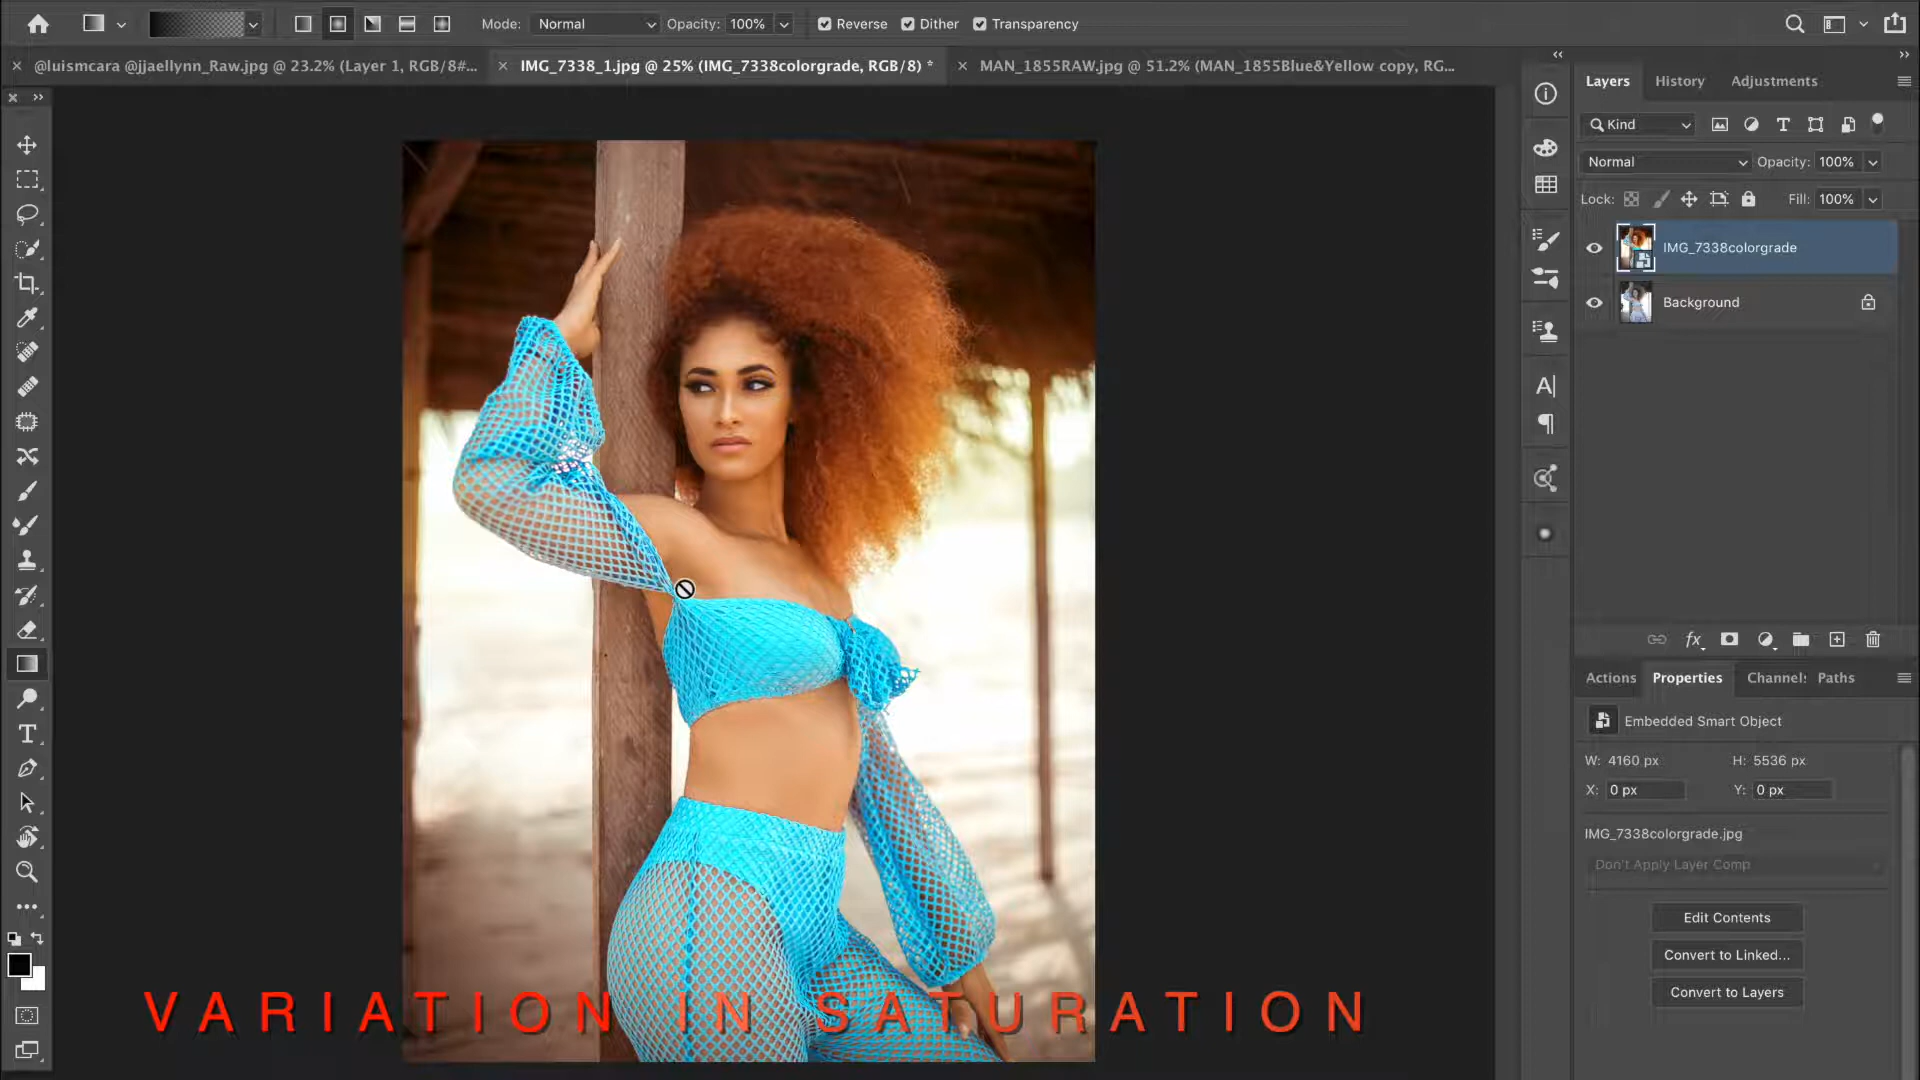 Mode: Normal Opacity: 100% Reverse Dither Transparency
@luismcara @jjaellynn_Raw.jpg @ 23.2% (Layer 1, RGB/8#...
IMG_7338_1.jpg @ 25% (IMG_7338colorgrade, RGB/8) *
MAN_1855RAW.jpg @ 51.2% (MAN_1855Blue&Yellow copy, RG...
Layers History Adjustments
Kind
Normal Opacity: 100%
Lock: Fill: 100%
IMG_7338colorgrade
Background
fx
Actions Properties Channel: Paths
Embedded Smart Object
W: 4160 px H: 5536 px
X: 0 px Y: 0 px
IMG_7338colorgrade.jpg
Don't Apply Layer Comp
Edit Contents
Convert to Linked...
Convert to Layers
VARIATION IN SATURATION